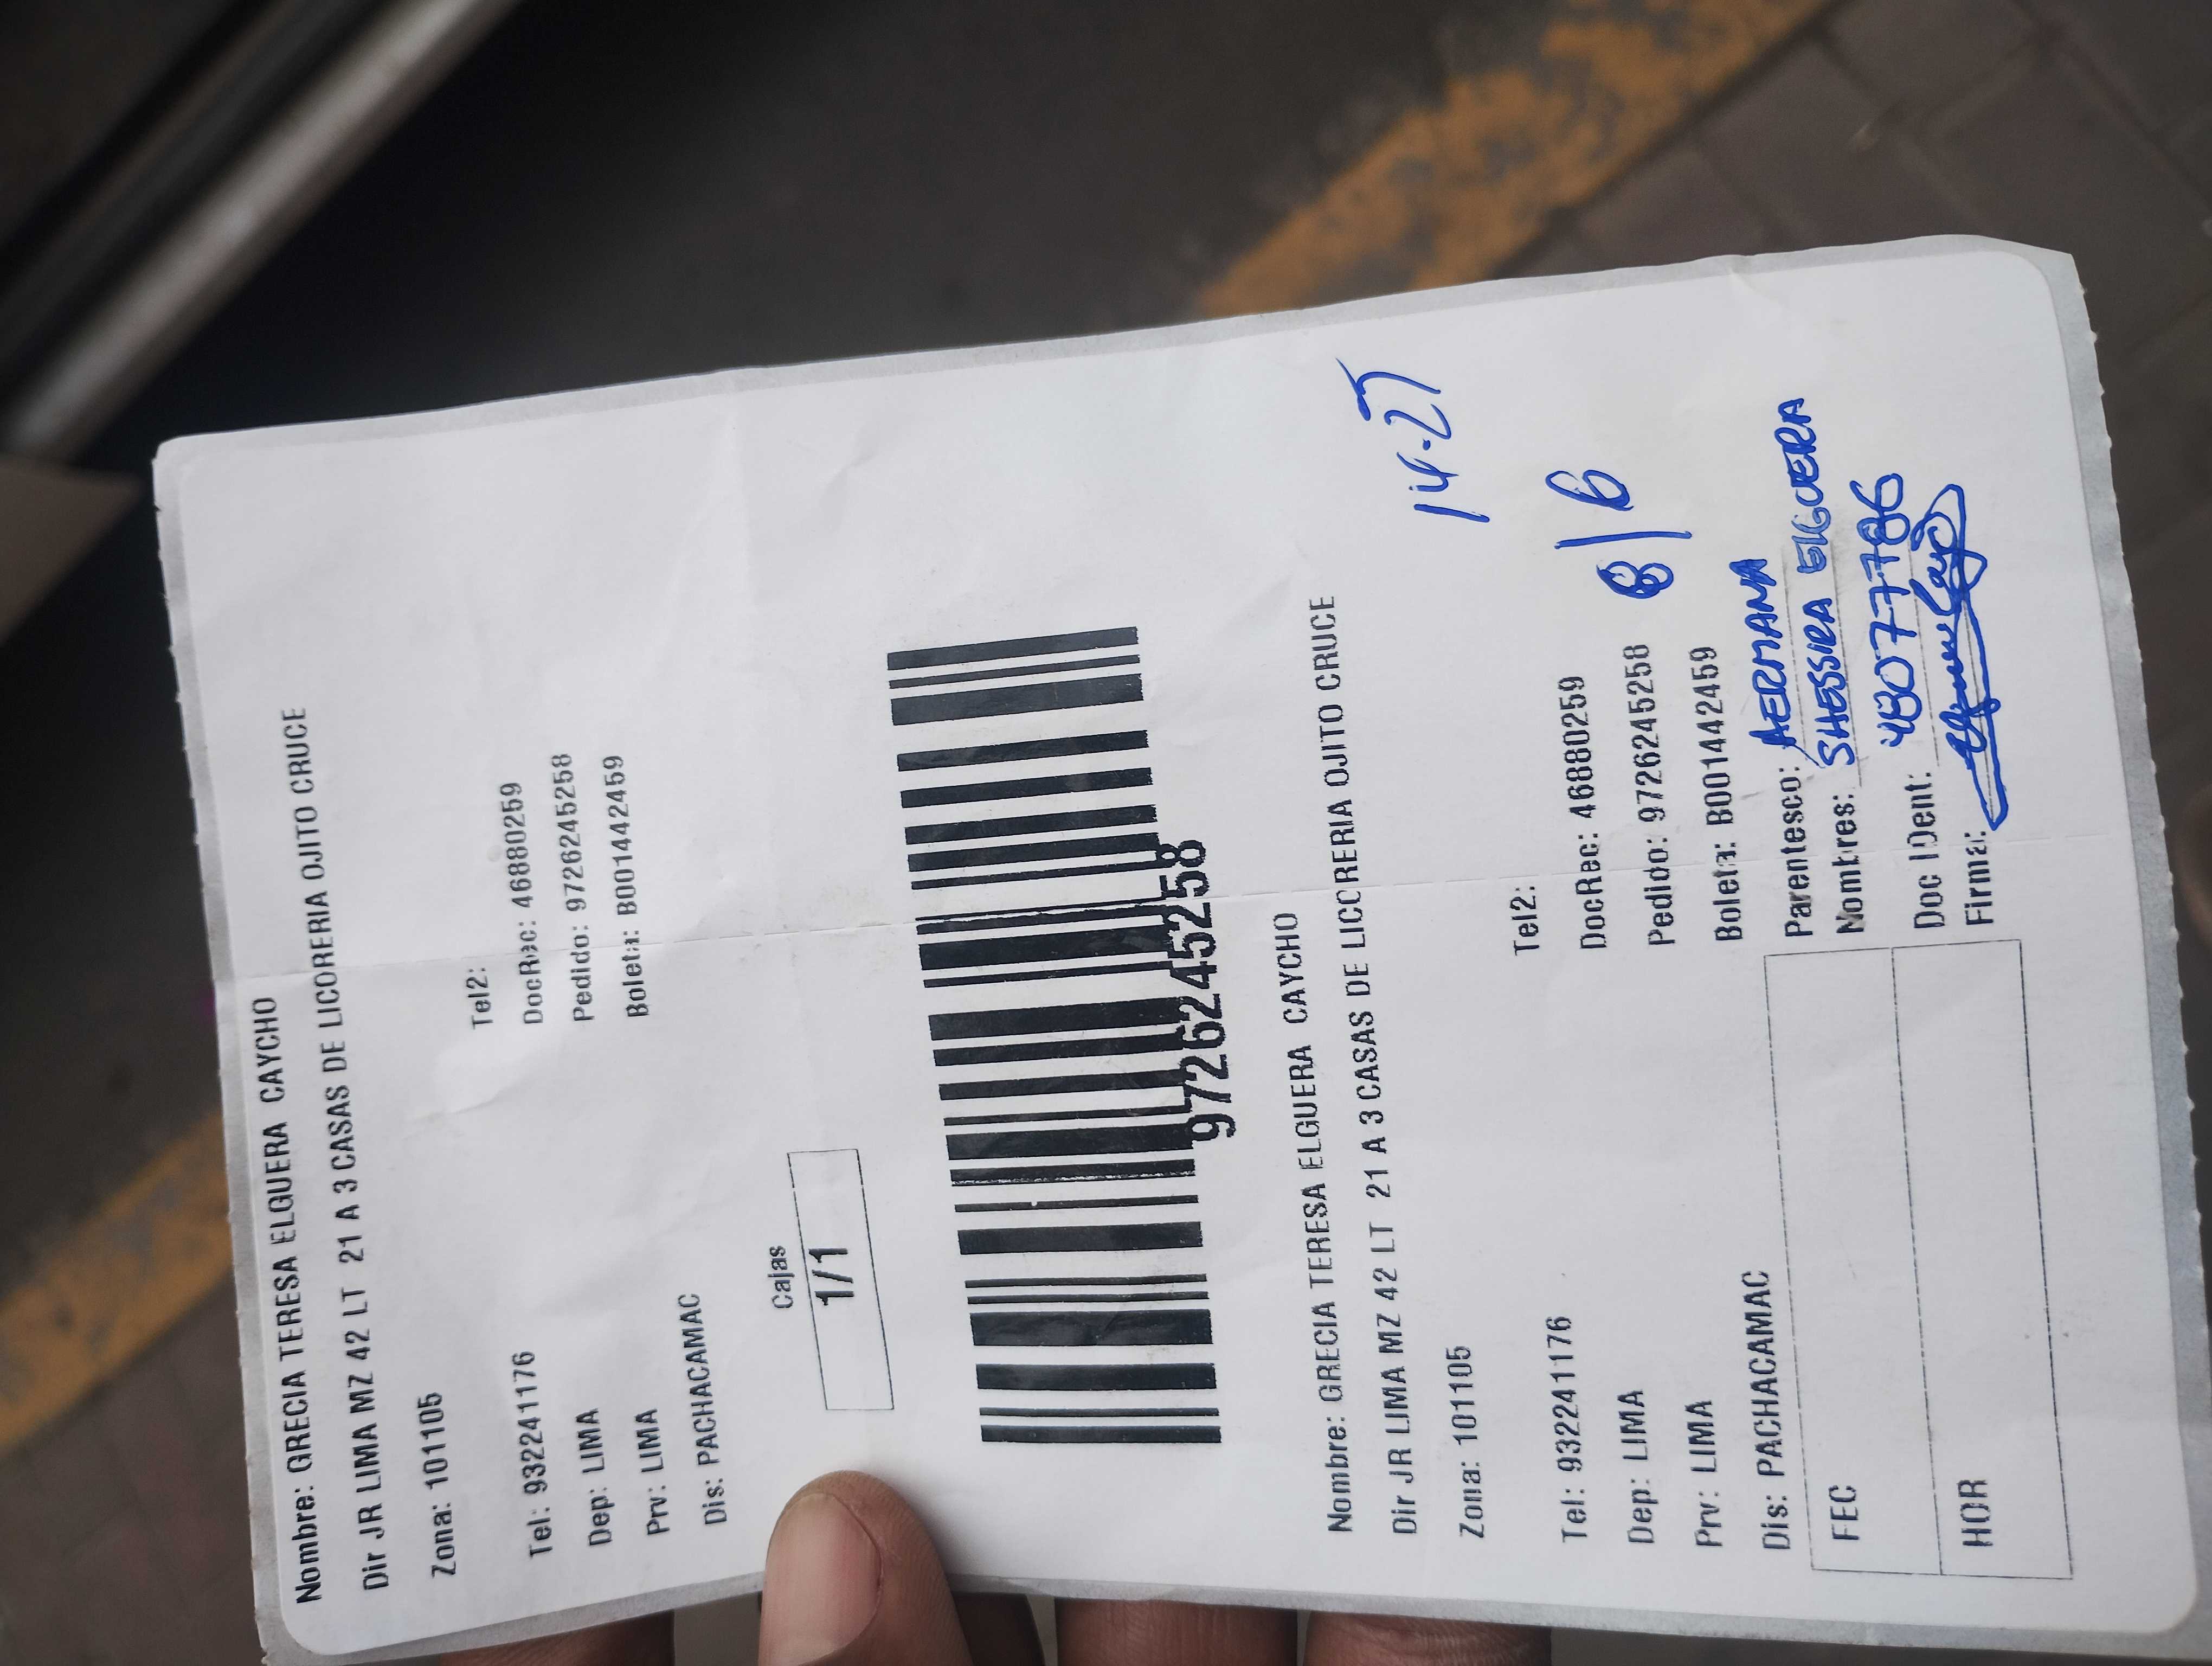 Nombre: GRECIA TERESA ELGUERA CAYCHO
Dir JR LIMA MZ 42 LT 21 A 3 CASAS DE LICORERIA OJITO CRUCE
Zona: 101105
Tel: 932241176
Tel2:
Dep: LIMA
DocRec: 46880259
Prv: LIMA
Pedido: 9726245258
Dis: PACHACAMAC
Boleta: B001442459
Cajas
1/1
9726245258
Nombre: GRECIA TERESA ELGUERA CAYCHO
Dir JR LIMA MZ 42 LT 21 A 3 CASAS DE LICORERIA OJITO CRUCE
14-25
Zona: 101105
Tel: 932241176
Tel2:
Dep: LIMA
DocRec: 46880259
8/6
Prv: LIMA
Pedido: 9726245258
Dis: PACHACAMAC
Boleta: B001442459
FEC
HOR
Parentesco: AERMANA
Nombres: SHESSIRA ELGUERA
Doc IDent: 48077786
Firma: